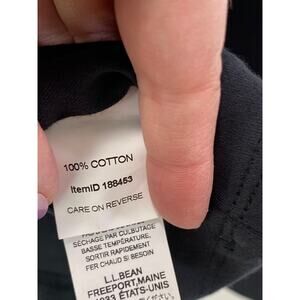 100% COTTON
ItemID 188453
CARE ON REVERSE
SÉCHAGE PAR CULBUTAGE
BASSE TEMPÉRATURE,
SORTIR RAPIDEMENT
FER CHAUD SI BESOIN
L.L.BEAN
FREEPORT,MAINE
ÉTATS-UNIS